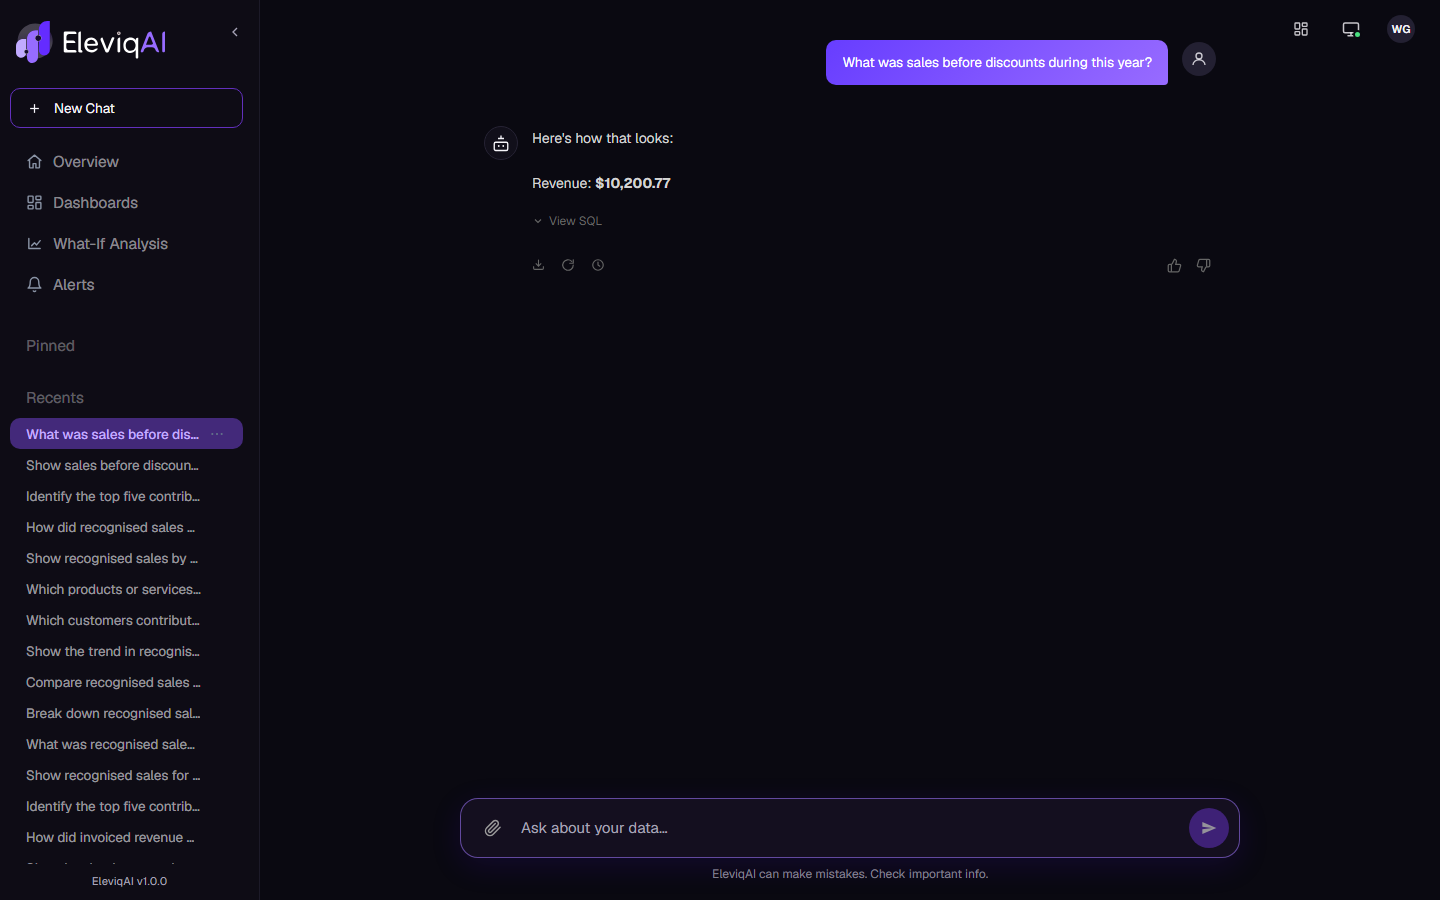 EleviqAI
New Chat
Overview
Dashboards
What-If Analysis
Alerts
Pinned
Recents
What was sales before dis...
Show sales before discoun...
Identify the top five contrib...
How did recognised sales ...
Show recognised sales by ...
Which products or services...
Which customers contribut...
Show the trend in recognis...
Compare recognised sales ...
Break down recognised sal...
What was recognised sale...
Show recognised sales for ...
Identify the top five contrib...
How did invoiced revenue ...
EleviqAI v1.0.0
WG
What was sales before discounts during this year?
Here's how that looks:
Revenue: $10,200.77
View SQL
Ask about your data...
EleviqAI can make mistakes. Check important info.